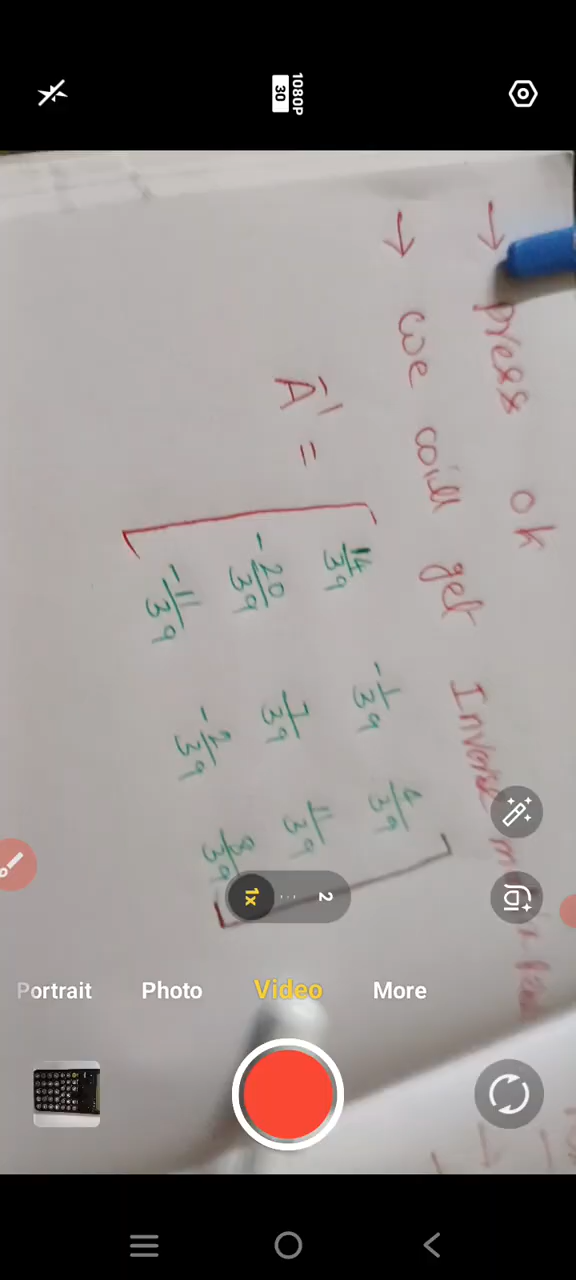 1080P
30
→ press ok
→ we will get Inverse
A⁻¹ =
14/39 -1/39 4/39
-20/39 7/39 11/39
-11/39 -2/39 8/39
1x 2
Portrait Photo Video More